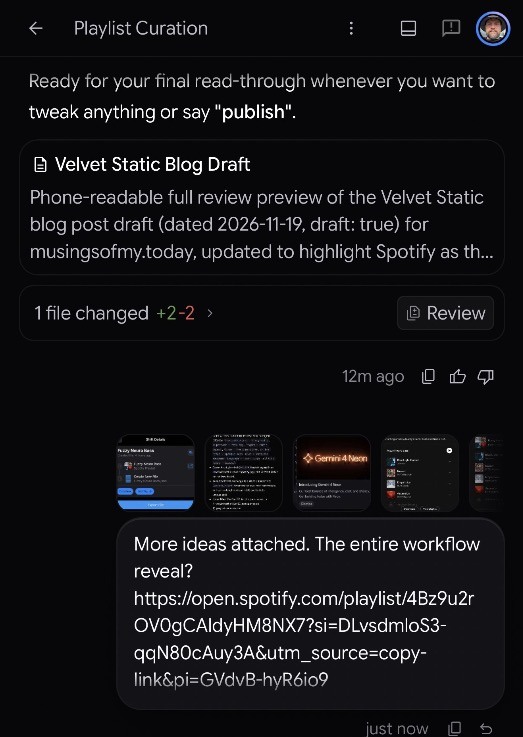 Playlist Curation
Ready for your final read-through whenever you want to
tweak anything or say "publish".
Velvet Static Blog Draft
Phone-readable full review preview of the Velvet Static
blog post draft (dated 2026-11-19, draft: true) for
musingsofmy.today, updated to highlight Spotify as th...
1 file changed +2-2
Review
12m ago
Gemini 4 Neon
More ideas attached. The entire workflow
reveal?
https://open.spotify.com/playlist/4Bz9u2r
OV0gCAldyHM8NX7?si=DLvsdmloS3-
qqN80cAuy3A&utm_source=copy-
link&pi=GVdvB-hyR6io9
just now